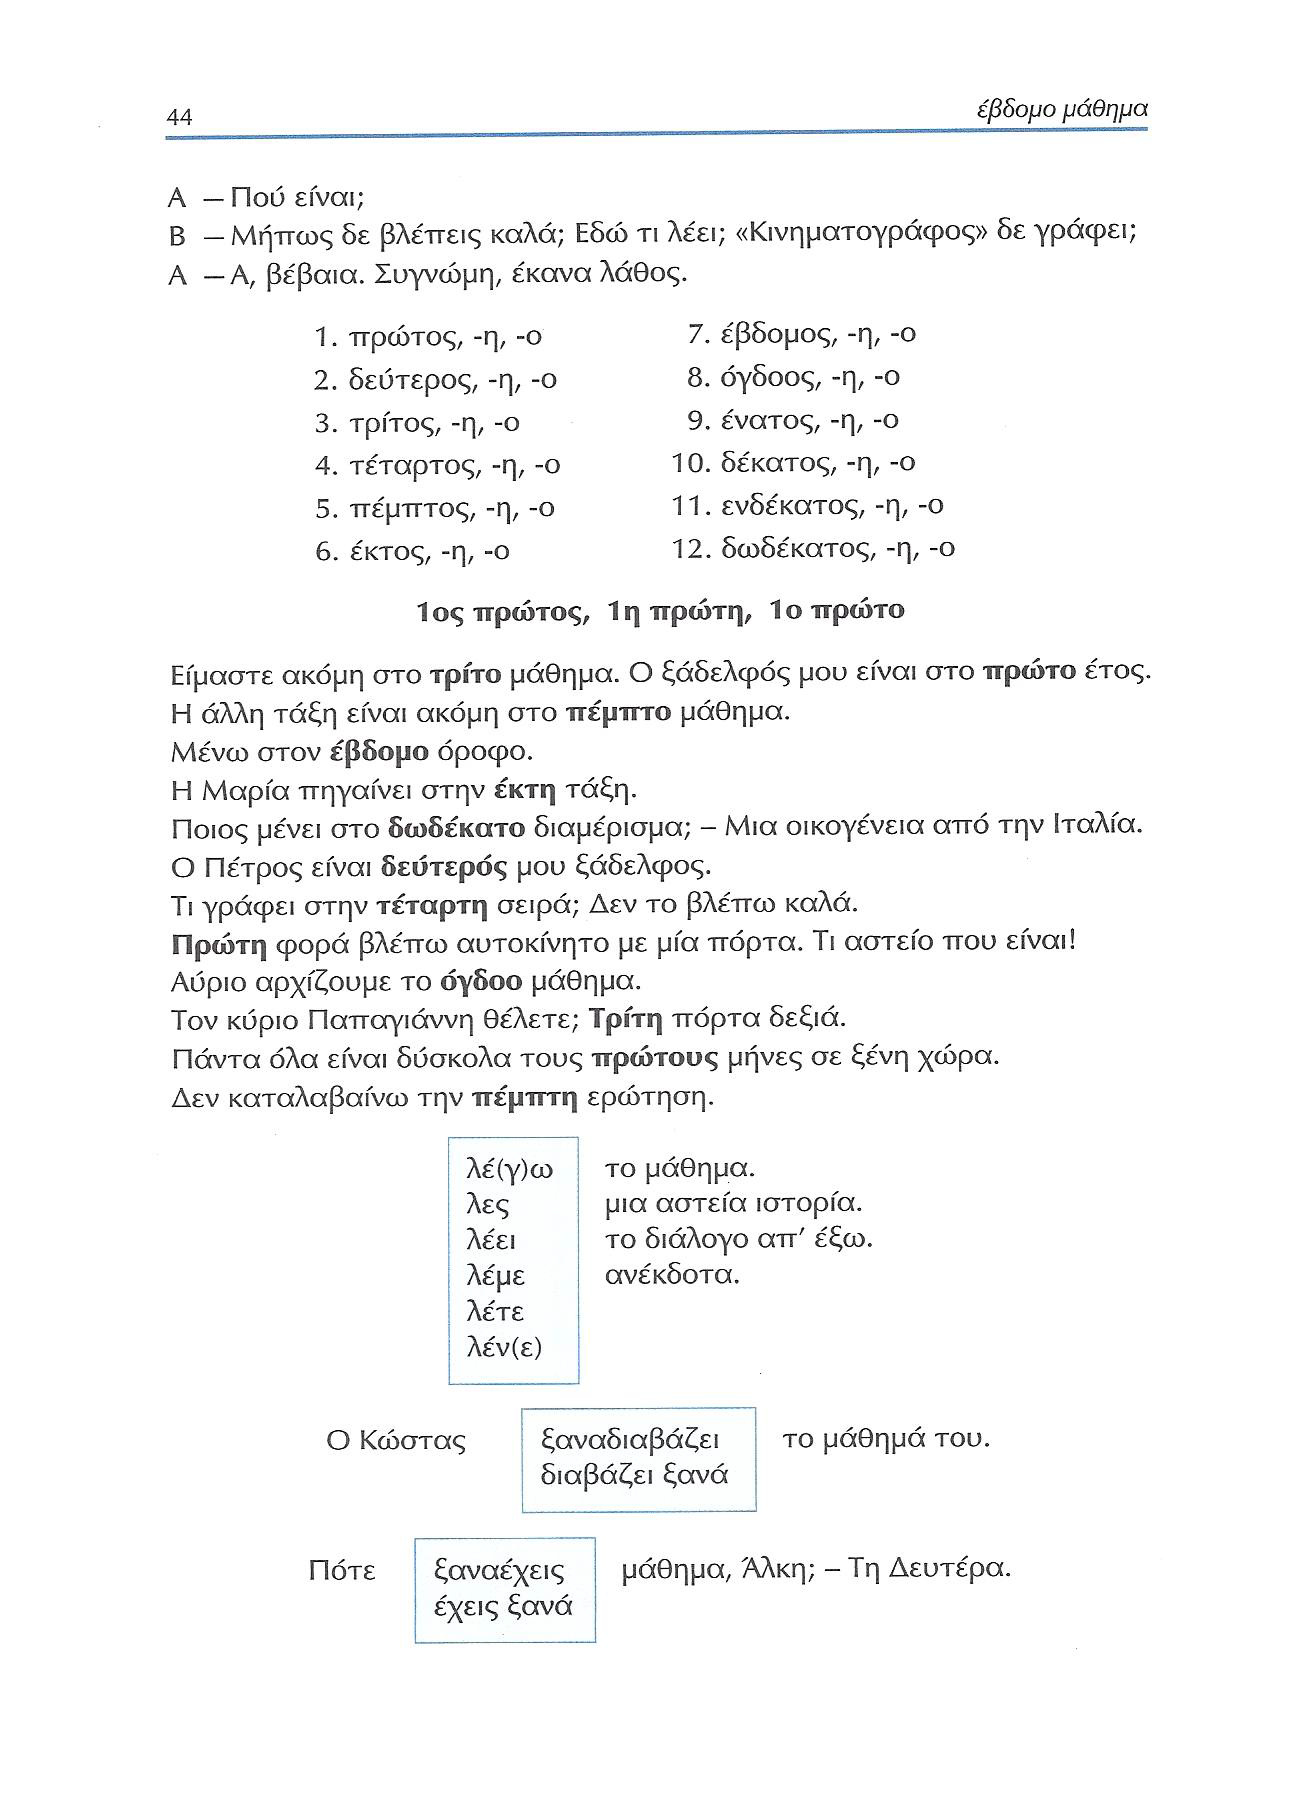 44 έβδομο μάθημα
Α – Πού είναι;
Β – Μήπως δε βλέπεις καλά; Εδώ τι λέει; «Κινηματογράφος» δε γράφει;
Α – Α, βέβαια. Συγνώμη, έκανα λάθος.
1. πρώτος, -η, -ο 7. έβδομος, -η, -ο
2. δεύτερος, -η, -ο 8. όγδοος, -η, -ο
3. τρίτος, -η, -ο 9. ένατος, -η, -ο
4. τέταρτος, -η, -ο 10. δέκατος, -η, -ο
5. πέμπτος, -η, -ο 11. ενδέκατος, -η, -ο
6. έκτος, -η, -ο 12. δωδέκατος, -η, -ο
1ος πρώτος, 1η πρώτη, 1ο πρώτο
Είμαστε ακόμη στο τρίτο μάθημα. Ο ξάδελφός μου είναι στο πρώτο έτος.
Η άλλη τάξη είναι ακόμη στο πέμπτο μάθημα.
Μένω στον έβδομο όροφο.
Η Μαρία πηγαίνει στην έκτη τάξη.
Ποιος μένει στο δωδέκατο διαμέρισμα; – Μια οικογένεια από την Ιταλία.
Ο Πέτρος είναι δεύτερός μου ξάδελφος.
Τι γράφει στην τέταρτη σειρά; Δεν το βλέπω καλά.
Πρώτη φορά βλέπω αυτοκίνητο με μία πόρτα. Τι αστείο που είναι!
Αύριο αρχίζουμε το όγδοο μάθημα.
Τον κύριο Παπαγιάννη θέλετε; Τρίτη πόρτα δεξιά.
Πάντα όλα είναι δύσκολα τους πρώτους μήνες σε ξένη χώρα.
Δεν καταλαβαίνω την πέμπτη ερώτηση.
λέ(γ)ω το μάθημα.
λες μια αστεία ιστορία.
λέει το διάλογο απ' έξω.
λέμε ανέκδοτα.
λέτε
λέν(ε)
Ο Κώστας ξαναδιαβάζει το μάθημά του.
διαβάζει ξανά
Πότε ξαναέχεις μάθημα, Άλκη; – Τη Δευτέρα.
έχεις ξανά